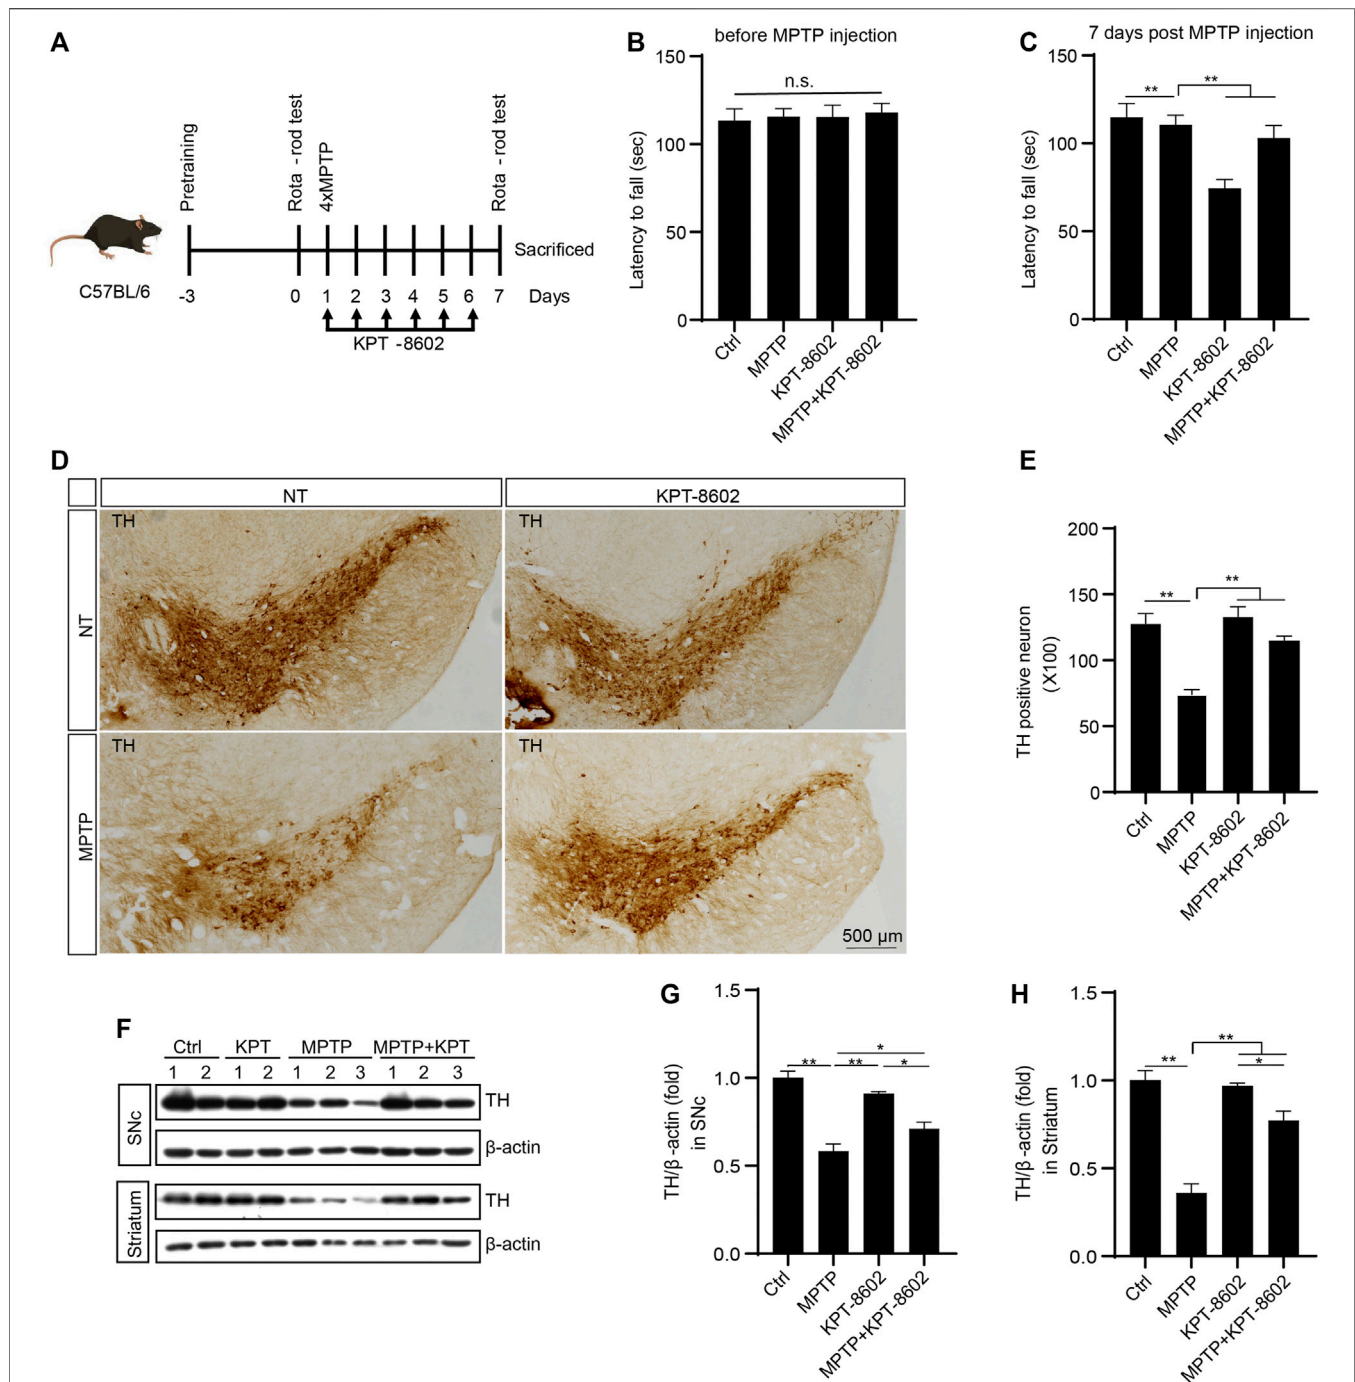 A
Pretraining
Rota - rod test
4xMPTP
Rota - rod test
Sacrificed
C57BL/6
-3 0 1 2 3 4 5 6 7 Days
KPT -8602
B
before MPTP injection
n.s.
Latency to fall (sec)
150
100
50
0
Ctrl
MPTP
KPT-8602
MPTP+KPT-8602
C
7 days post MPTP injection
** **
Latency to fall (sec)
150
100
50
0
Ctrl
MPTP
KPT-8602
MPTP+KPT-8602
D
NT KPT-8602
NT
TH TH
MPTP
TH TH
500 µm
E
TH positive neuron
(X100)
200
150
100
50
0
** **
Ctrl
MPTP
KPT-8602
MPTP+KPT-8602
F
Ctrl KPT MPTP MPTP+KPT
1 2 1 2 1 2 3 1 2 3
SNc
TH
β-actin
Striatum
TH
β-actin
G
TH/β -actin (fold)
in SNc
1.5
1.0
0.5
0.0
*
** ** *
Ctrl
MPTP
KPT-8602
MPTP+KPT-8602
H
TH/β -actin (fold)
in Striatum
1.5
1.0
0.5
0.0
**
** *
Ctrl
MPTP
KPT-8602
MPTP+KPT-8602